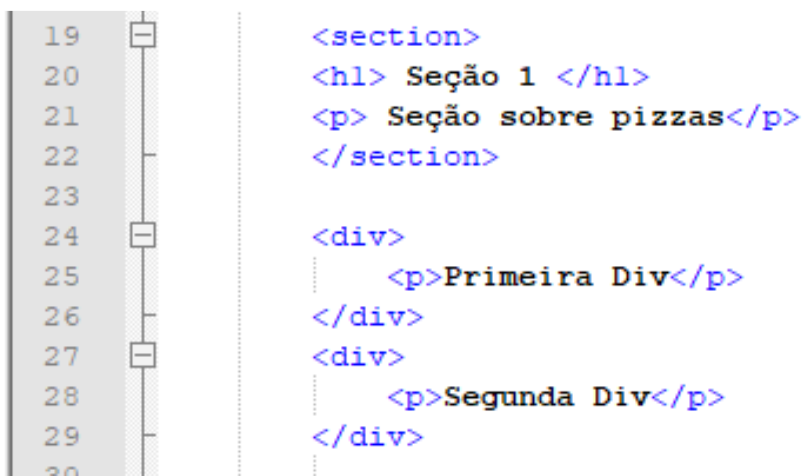 19 <section>
20 <h1> Seção 1 </h1>
21 <p> Seção sobre pizzas</p>
22 </section>
23
24 <div>
25 <p>Primeira Div</p>
26 </div>
27 <div>
28 <p>Segunda Div</p>
29 </div>
30